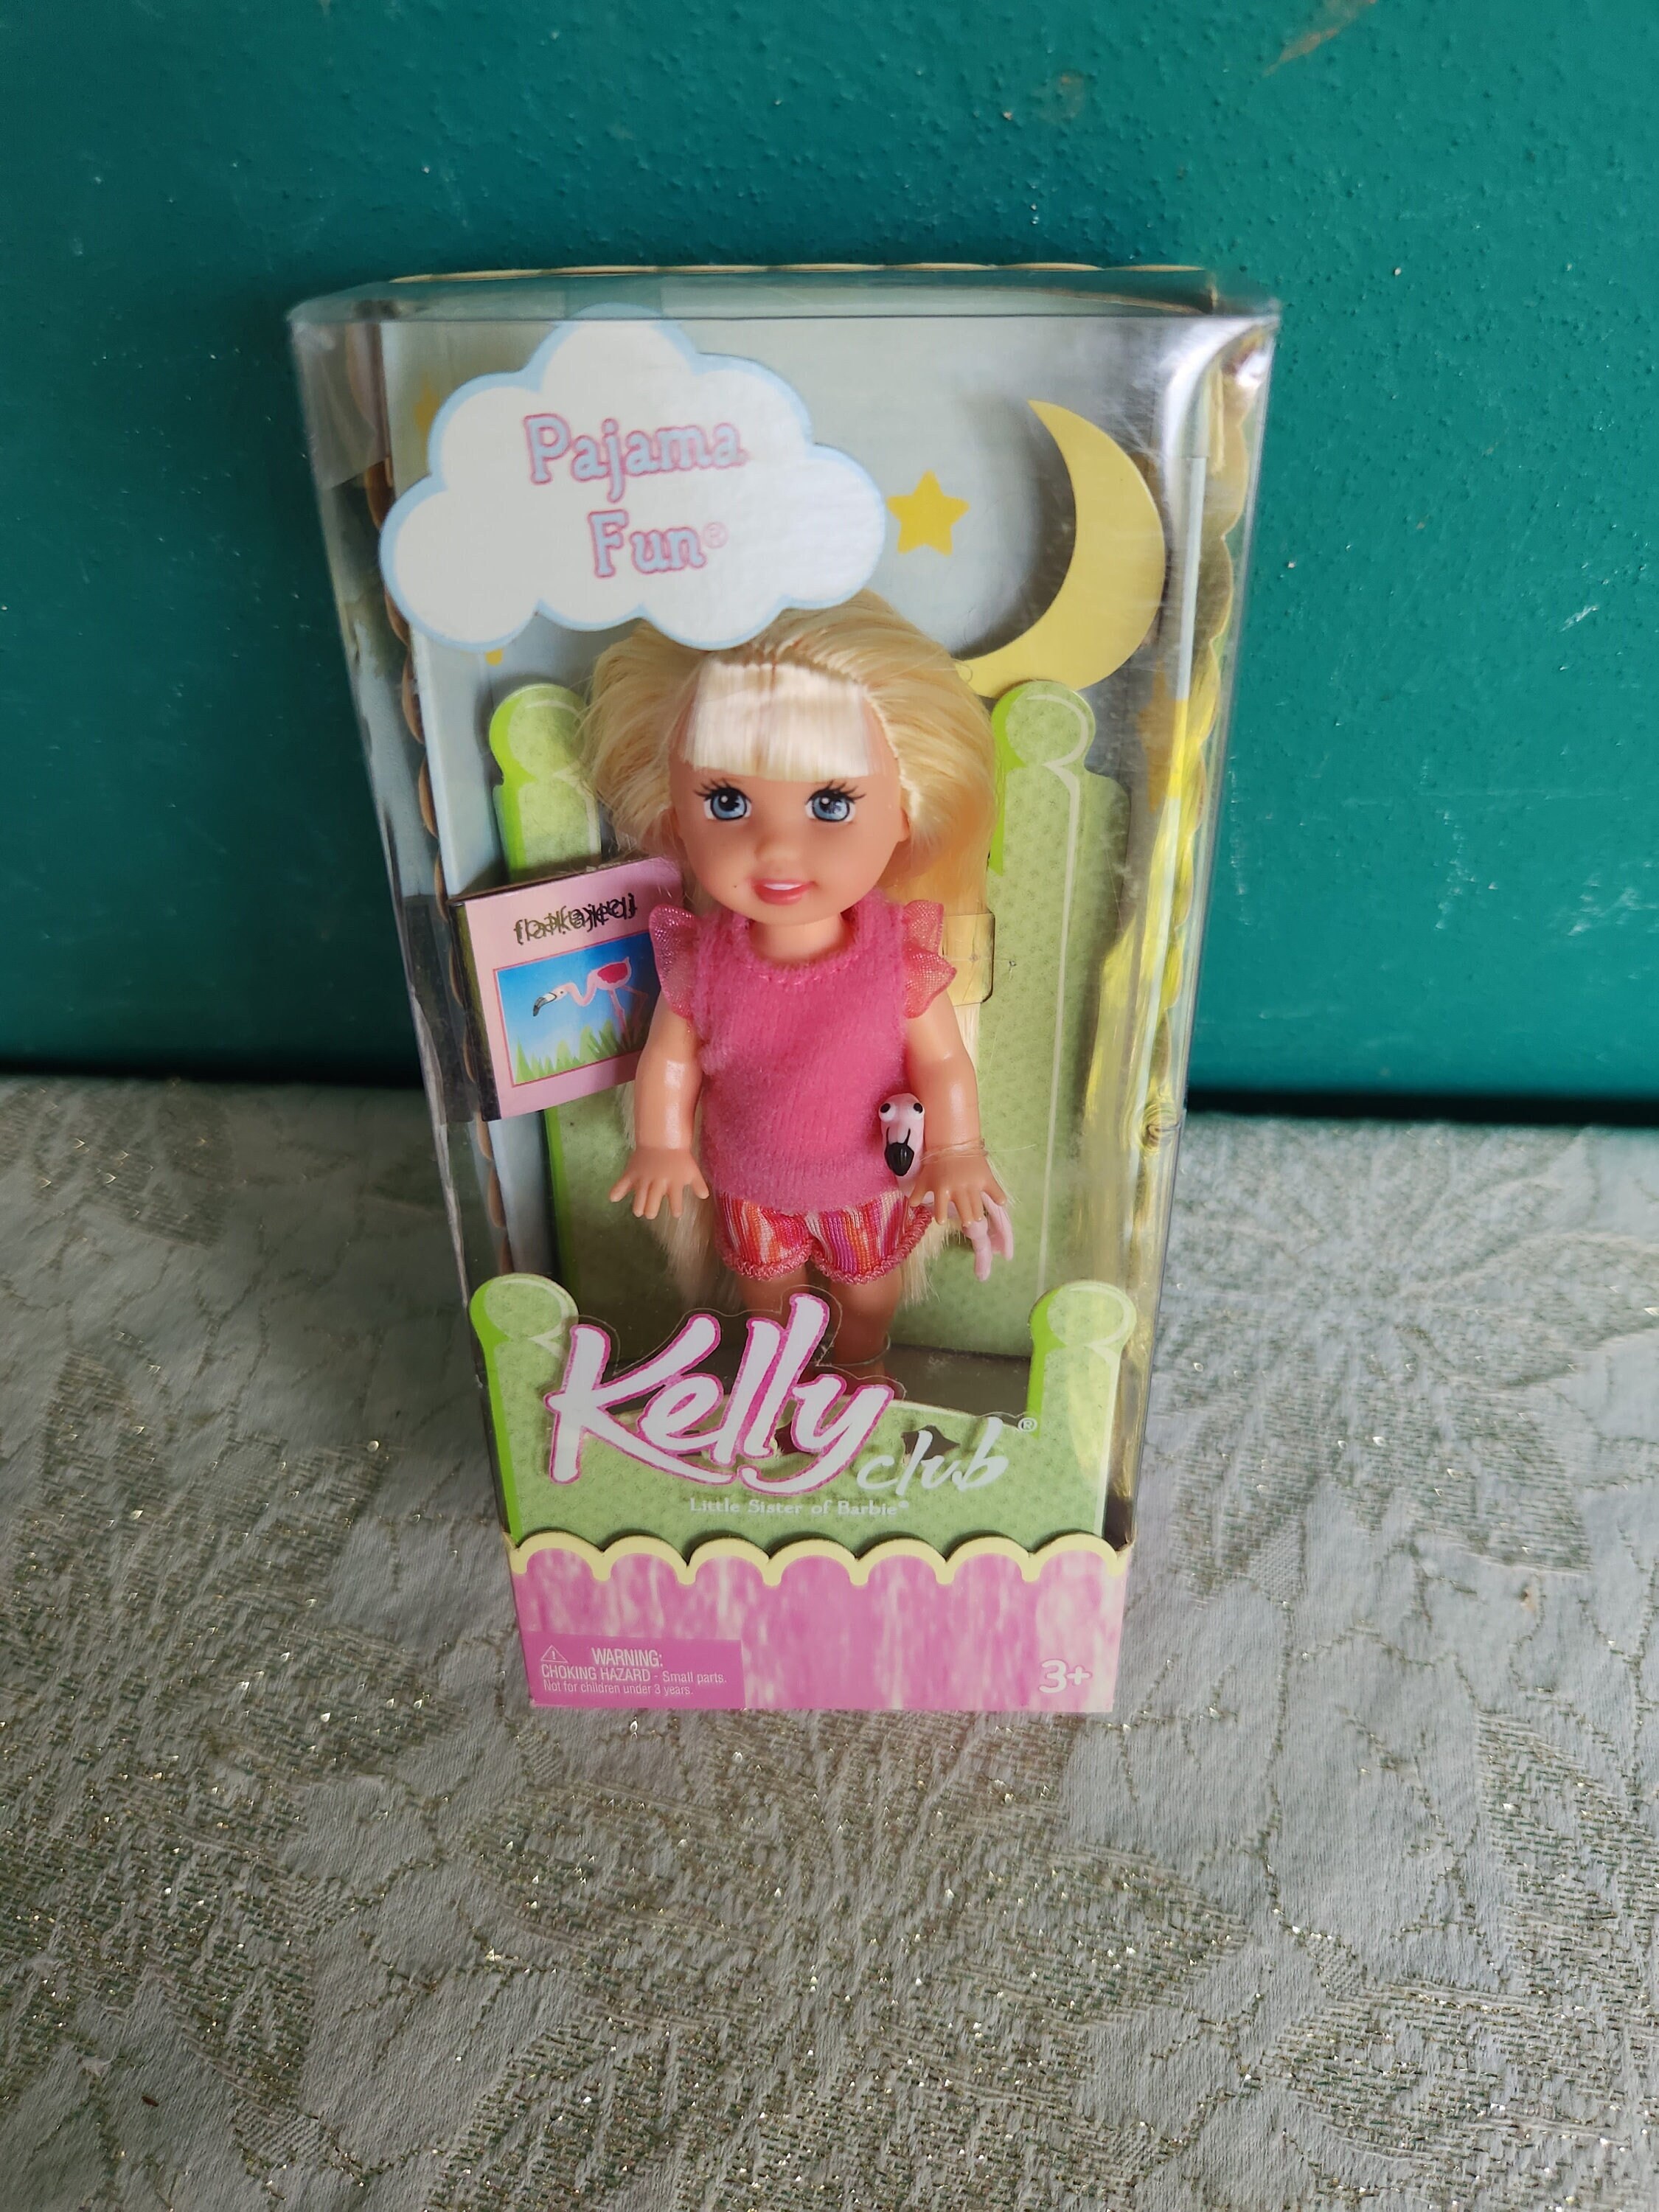 Pajama
Fun®
Kelly club®
Little Sister of Barbie®
WARNING:
CHOKING HAZARD - Small parts.
Not for children under 3 years.
3+